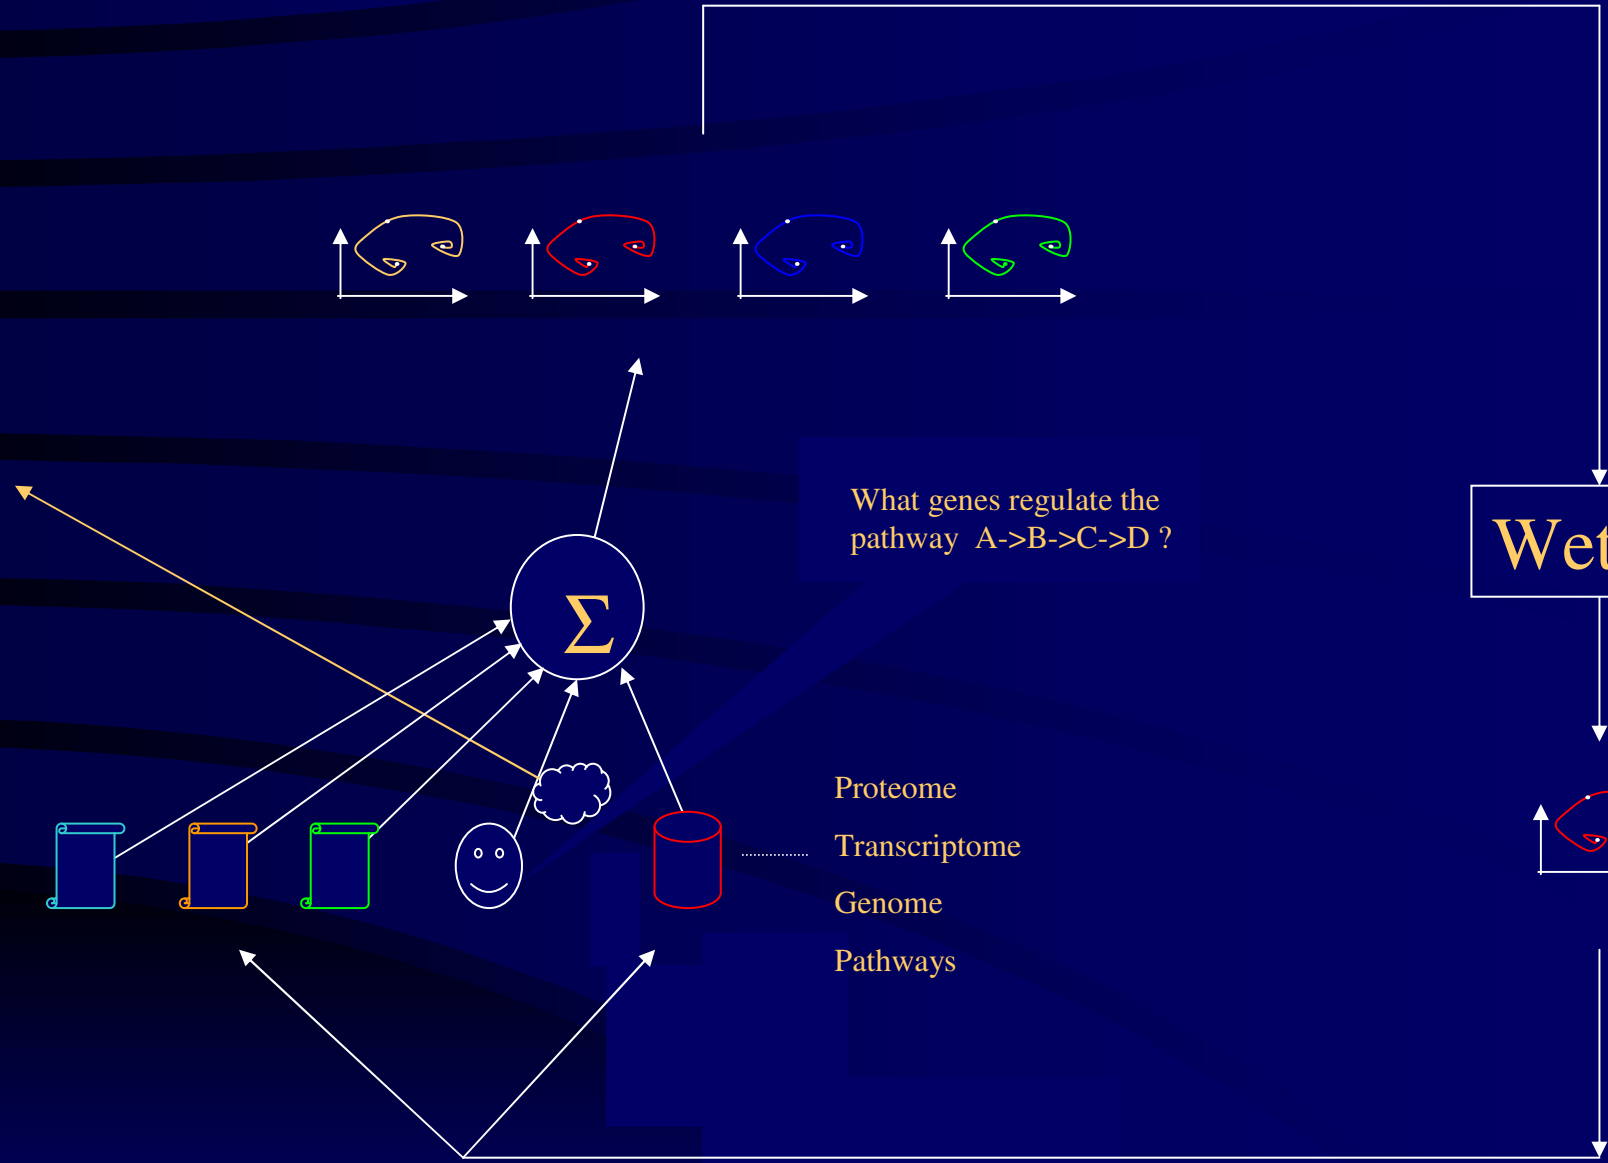 What genes regulate the
pathway A->B->C->D ?
Wet
Σ
Proteome
Transcriptome
Genome
Pathways